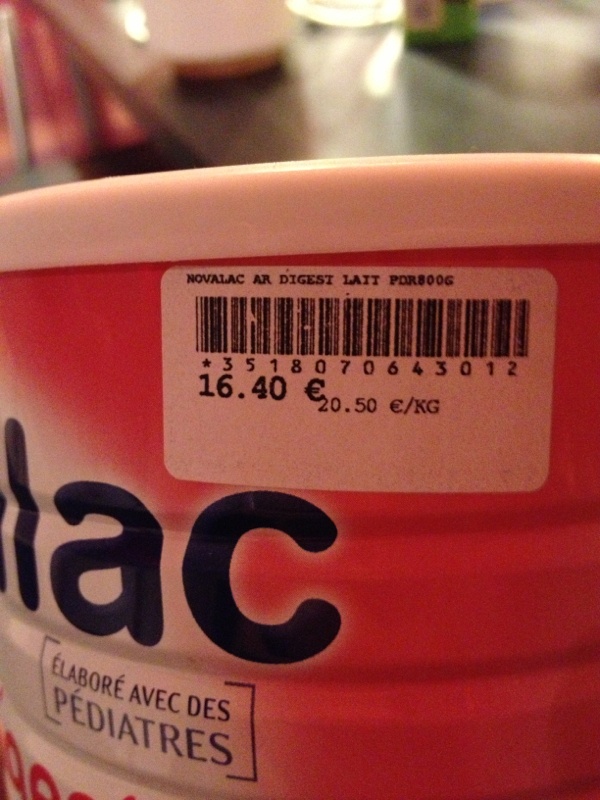 NOVALAC AR DIGEST LAIT PDR800G
*3518070643012
16.40 €
20.50 €/KG
lac
ÉLABORÉ AVEC DES
PÉDIATRES